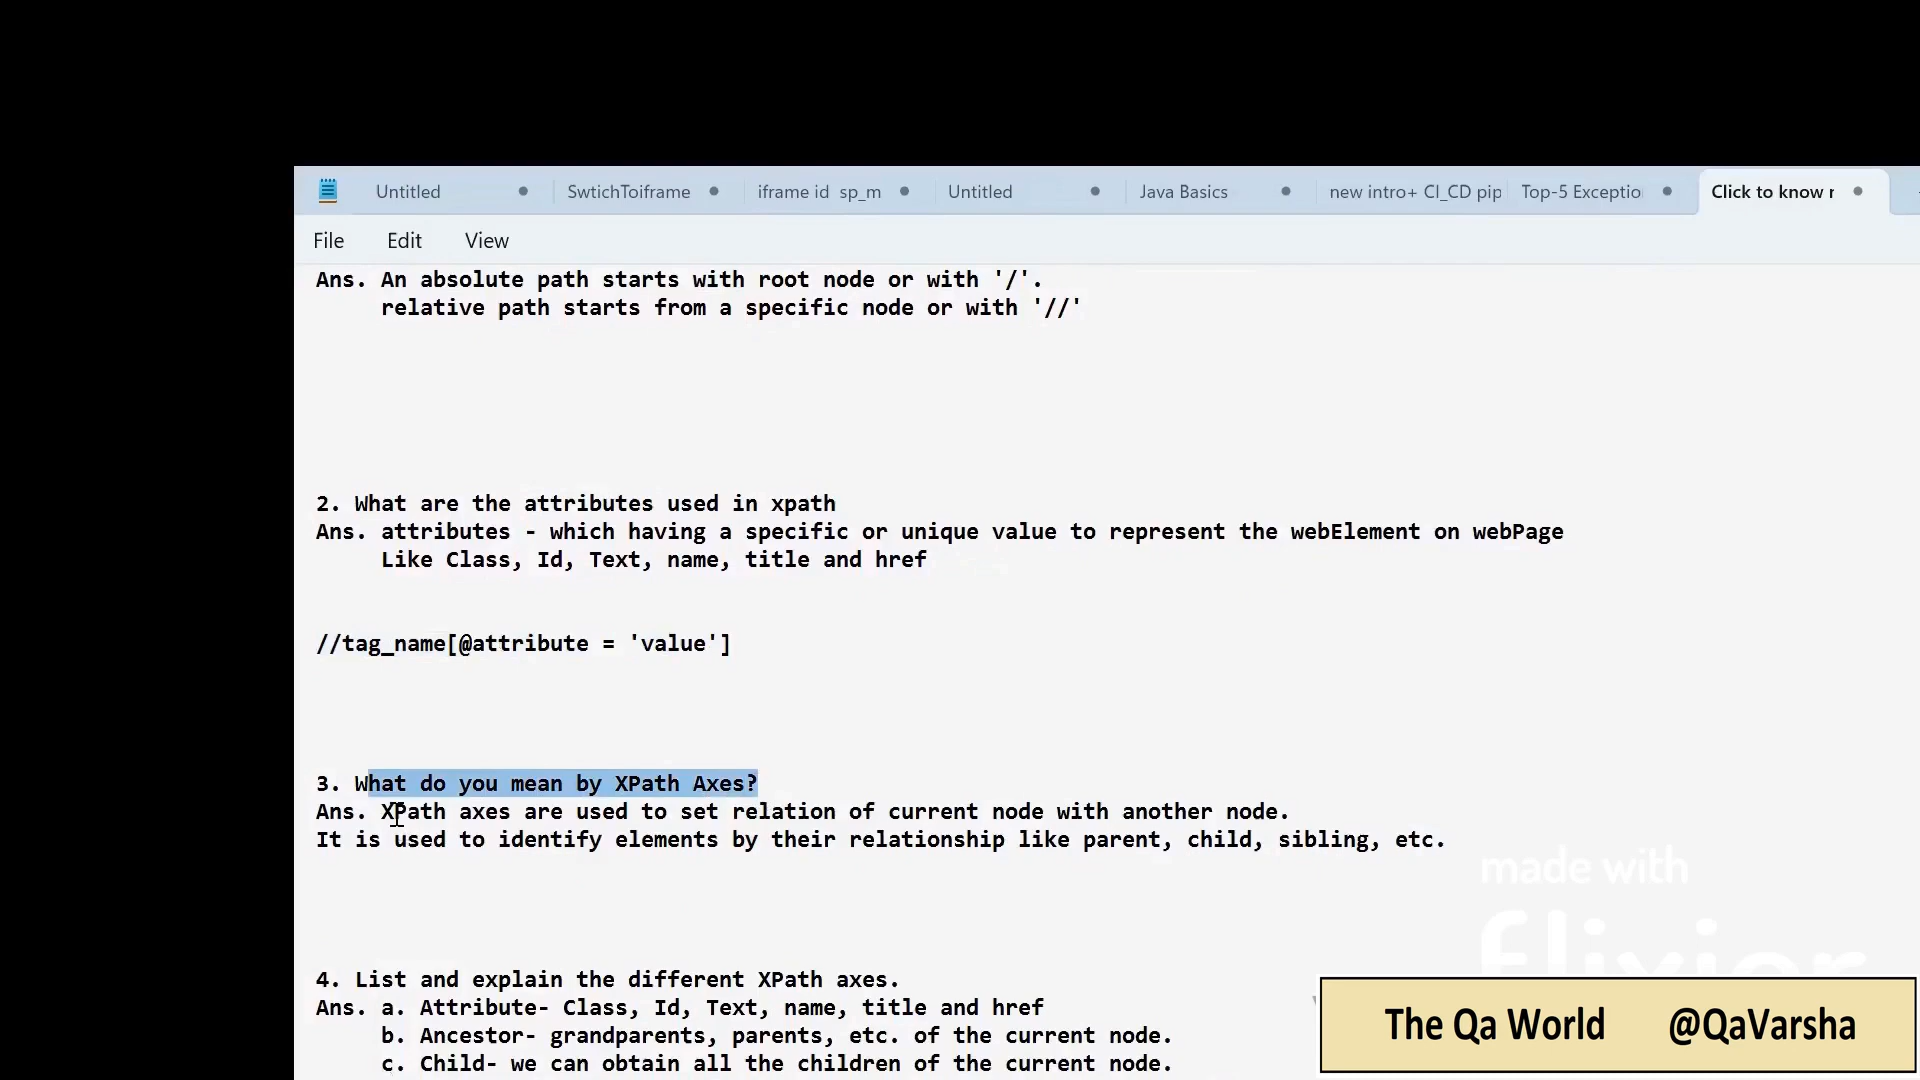 Untitled
SwtichToiframe
iframe id sp_m
Untitled
Java Basics
new intro+ CI_CD pip
Top-5 Exceptio
Click to know r
File
Edit
View
Ans. An absolute path starts with root node or with '/'.
relative path starts from a specific node or with '//'
2. What are the attributes used in xpath
Ans. attributes - which having a specific or unique value to represent the webElement on webPage
Like Class, Id, Text, name, title and href
//tag_name[@attribute = 'value']
3. What do you mean by XPath Axes?
Ans. XPath axes are used to set relation of current node with another node.
It is used to identify elements by their relationship like parent, child, sibling, etc.
made with
flixier
4. List and explain the different XPath axes.
Ans. a. Attribute- Class, Id, Text, name, title and href
b. Ancestor- grandparents, parents, etc. of the current node.
c. Child- we can obtain all the children of the current node.
The Qa World @QaVarsha